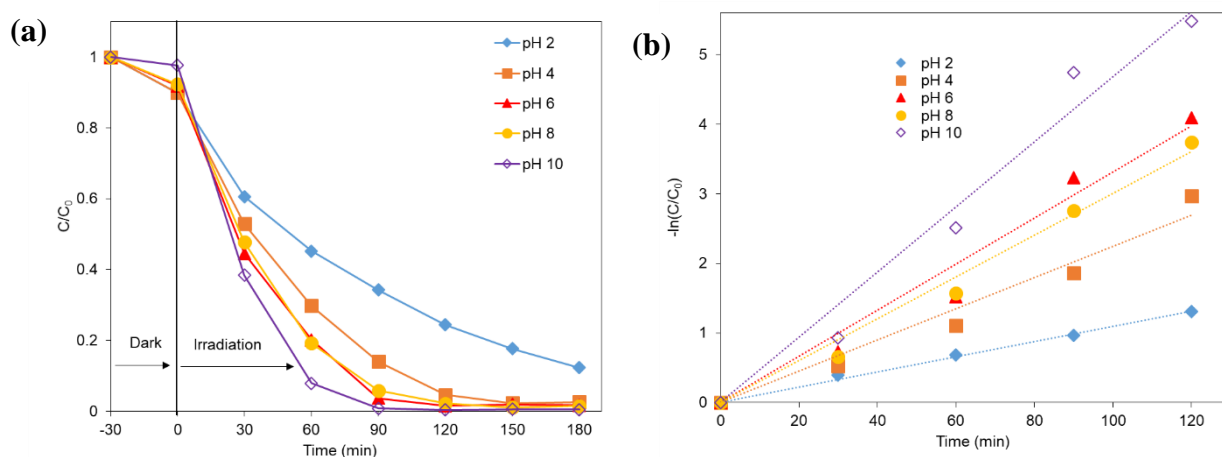 (a)
1
0.8
0.6
0.4
0.2
0
C/C0
-30 0 30 60 90 120 150 180
Time (min)
Dark
Irradiation
pH 2
pH 4
pH 6
pH 8
pH 10
(b)
5
4
3
2
1
0
-ln(C/C0)
0 20 40 60 80 100 120
Time (min)
pH 2
pH 4
pH 6
pH 8
pH 10